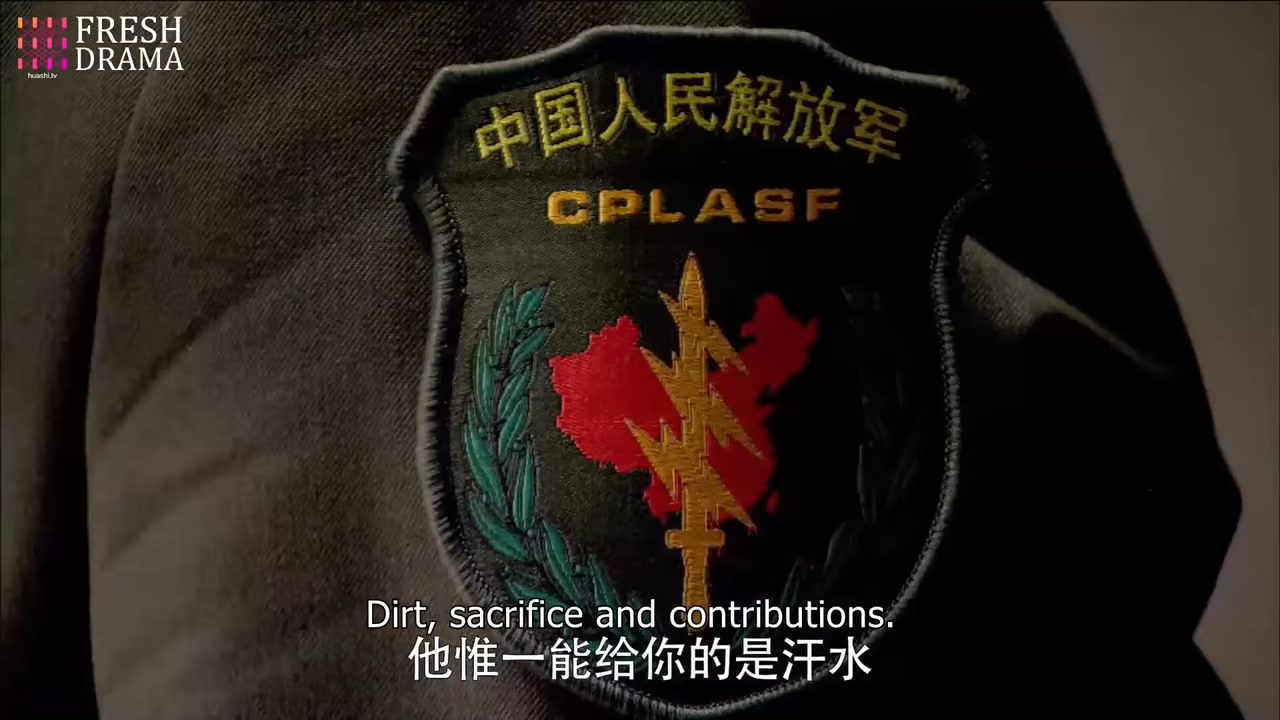 FRESH
DRAMA
huashi.tv
中国人民解放军
CPLASF
Dirt, sacrifice and contributions.
他惟一能给你的是汗水